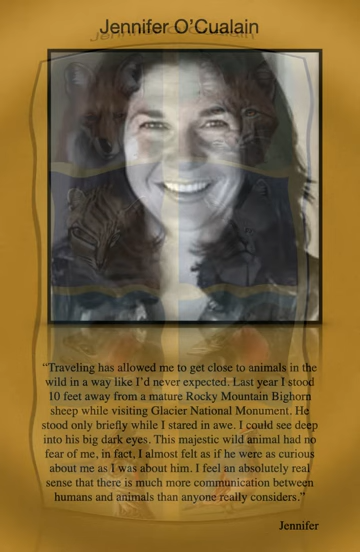 Jennifer O’Cualain
“Traveling has allowed me to get close to animals in the
wild in a way like I’d never expected. Last year I stood
10 feet away from a mature Rocky Mountain Bighorn
sheep while visiting Glacier National Monument. He
stood only briefly while I stared in awe. I could see deep
into his big dark eyes. This majestic wild animal had no
fear of me, in fact, I almost felt as if he were as curious
about me as I was about him. I feel an absolutely real
sense that there is much more communication between
humans and animals than anyone really considers.”
Jennifer